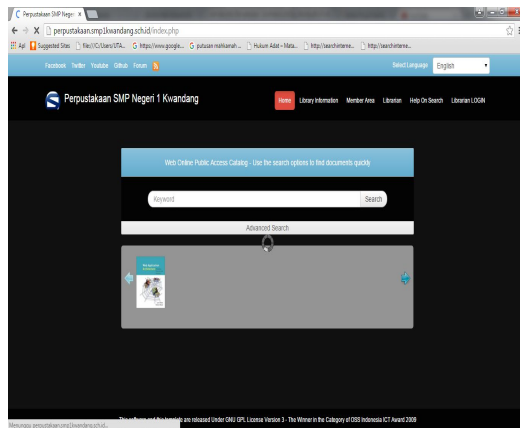 Perpustakaan SMP Neger
perpustakaan.smp1kwandang.sch.id/index.php
Apl Suggested Sites file:///C:/Users/UTA... https://www.google... putusan mahkamah ... Hukum Adat – Mata... http://searchinterne... http://searchinterne...
Facebook Twitter Youtube Github Forum Select Language English
Perpustakaan SMP Negeri 1 Kwandang
Home Library Information Member Area Librarian Help On Search Librarian LOGIN
Web Online Public Access Catalog - Use the search options to find documents quickly
Keyword Search
Advanced Search
This software and this template are released Under GNU GPL License Version 3 - The Winner in the Category of OSS Indonesia ICT Award 2009
Menunggu perpustakaan.smp1kwandang.sch.id...